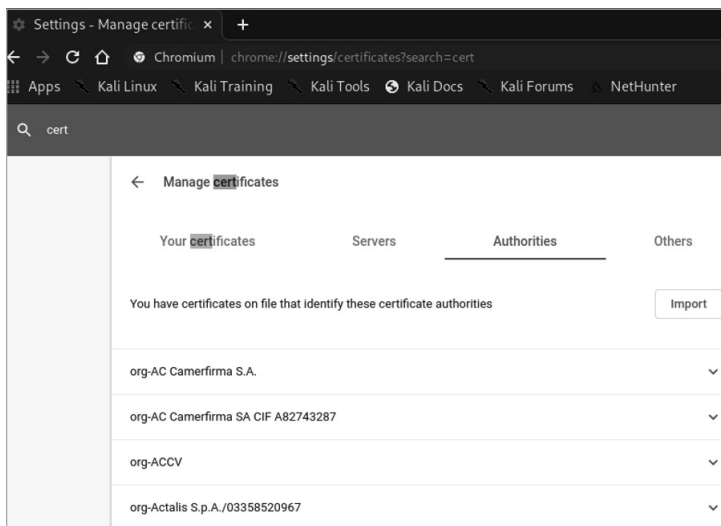 Settings - Manage certific × +
Chromium | chrome://settings/certificates?search=cert
Apps Kali Linux Kali Training Kali Tools Kali Docs Kali Forums NetHunter
cert
Manage certificates
Your certificates Servers Authorities Others
You have certificates on file that identify these certificate authorities Import
org-AC Camerfirma S.A.
org-AC Camerfirma SA CIF A82743287
org-ACCV
org-Actalis S.p.A./03358520967